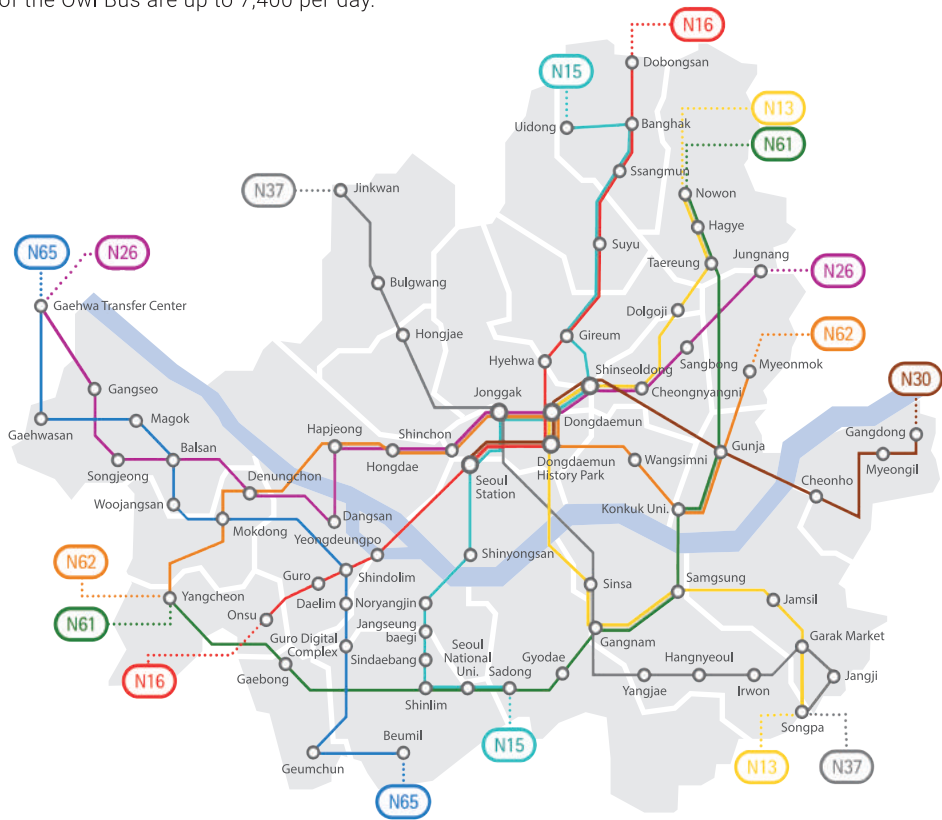 of the Owl Bus are up to 7,400 per day.
N16
Dobongsan
N15
Uidong
Banghak
N13
N61
Ssangmun
N37
Jinkwan
Nowon
Hagye
Suyu
Taereung
Jungnang
N65
N26
N26
Bulgwang
Gaehwa Transfer Center
Dolgoji
Hongjae
Gireum
N62
Hyehwa
Sangbong
Myeonmok
Shinseoldong
N30
Gangseo
Cheongnyangni
Jonggak
Gaehwasan
Magok
Hapjeong
Shinchon
Dongdaemun
Gangdong
Balsan
Hongdae
Dongdaemun
History Park
Wangsimni
Gunja
Myeongil
Songjeong
Denungchon
Seoul
Station
Cheonho
Woojangsan
Konkuk Uni.
Mokdong
Dangsan
Yeongdeungpo
Shinyongsan
N62
Shindolim
Guro
Sinsa
Samsgung
Yangcheon
Daelim
Noryangjin
Jamsil
N61
Onsu
Jangseung
baegi
Gangnam
Garak Market
Guro Digital
Complex
Sindaebang
Seoul
National
Uni.
Sadong
Gyodae
Hangnyeoul
N16
Gaebong
Yangjae
Irwon
Jangji
Shinlim
Songpa
Beumil
N15
Geumchun
N13
N37
N65